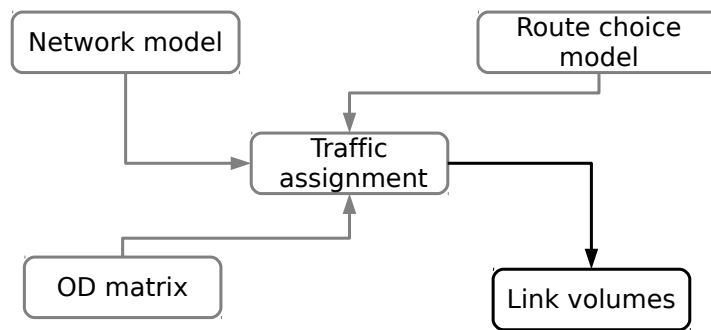 Network model
Route choice
model
Traffic
assignment
OD matrix
Link volumes